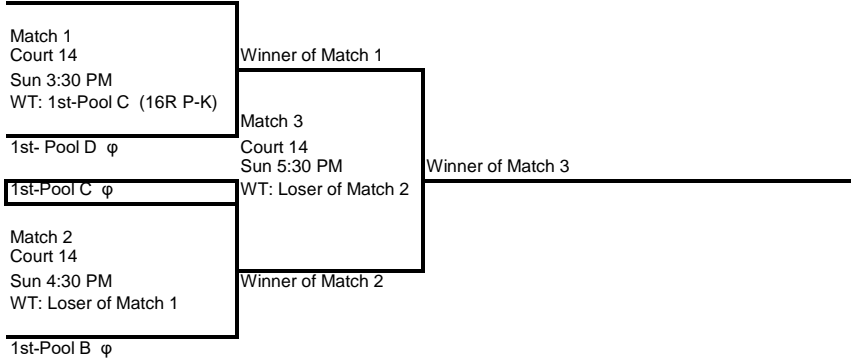 Match 1
Court 14
Sun 3:30 PM
WT: 1st-Pool C  (16R P-K)
1st- Pool D  φ
Winner of Match 1
Match 3
Court 14
Sun 5:30 PM
WT: Loser of Match 2
Winner of Match 3
1st-Pool C  φ
Match 2
Court 14
Sun 4:30 PM
WT: Loser of Match 1
1st-Pool B  φ
Winner of Match 2